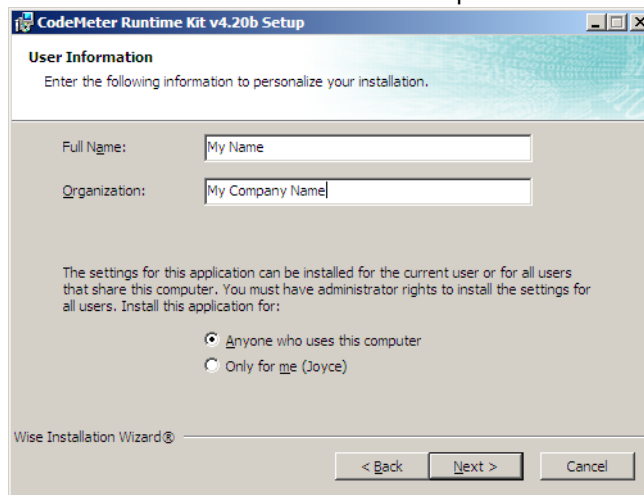 CodeMeter Runtime Kit v4.20b Setup
User Information
Enter the following information to personalize your installation.
Full Name: My Name
Organization: My Company Name
The settings for this application can be installed for the current user or for all users
that share this computer. You must have administrator rights to install the settings for
all users. Install this application for:
Anyone who uses this computer
Only for me (Joyce)
Wise Installation Wizard®
< Back Next > Cancel